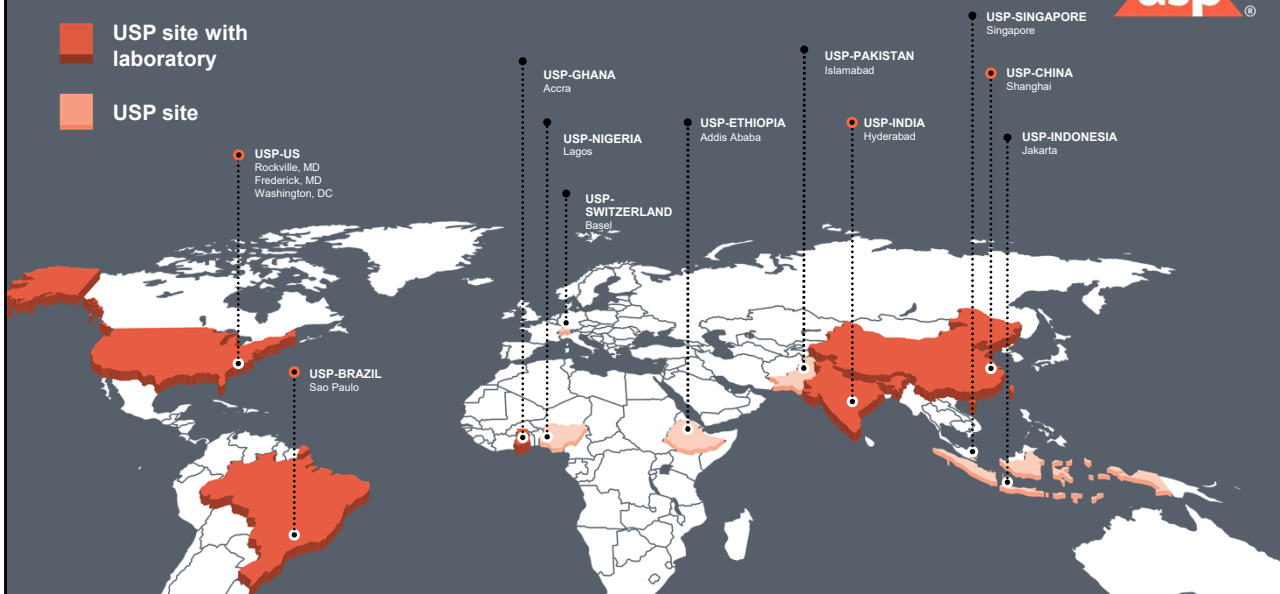 usp
®
USP site with
laboratory
USP site
USP-US
Rockville, MD
Frederick, MD
Washington, DC
USP-BRAZIL
Sao Paulo
USP-GHANA
Accra
USP-NIGERIA
Lagos
USP-
SWITZERLAND
Basel
USP-ETHIOPIA
Addis Ababa
USP-PAKISTAN
Islamabad
USP-INDIA
Hyderabad
USP-SINGAPORE
Singapore
USP-CHINA
Shanghai
USP-INDONESIA
Jakarta